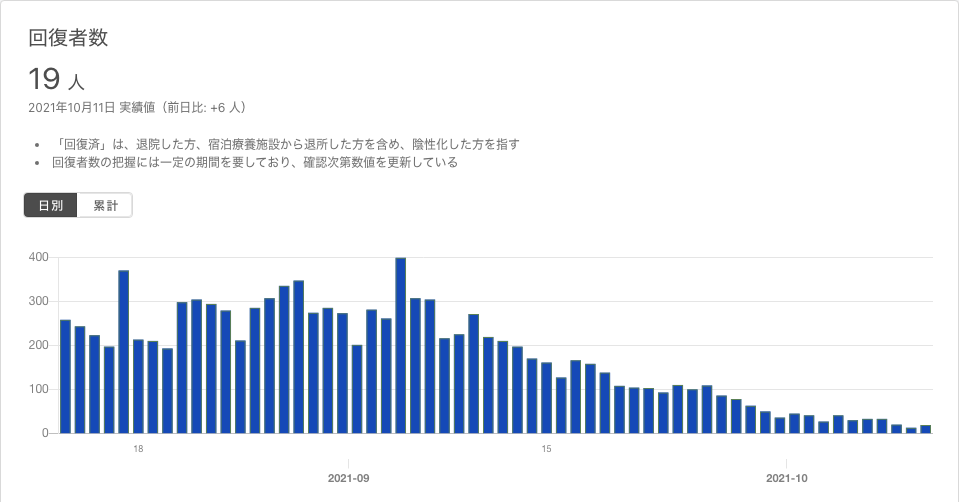 回復者数
19 人
2021年10月11日 実績値（前日比: +6 人）
• 「回復済」は、退院した方、宿泊療養施設から退所した方を含め、陰性化した方を指す
• 回復者数の把握には一定の期間を要しており、確認次第数値を更新している
日別 累計
400
300
200
100
0
18 15
2021-09 2021-10